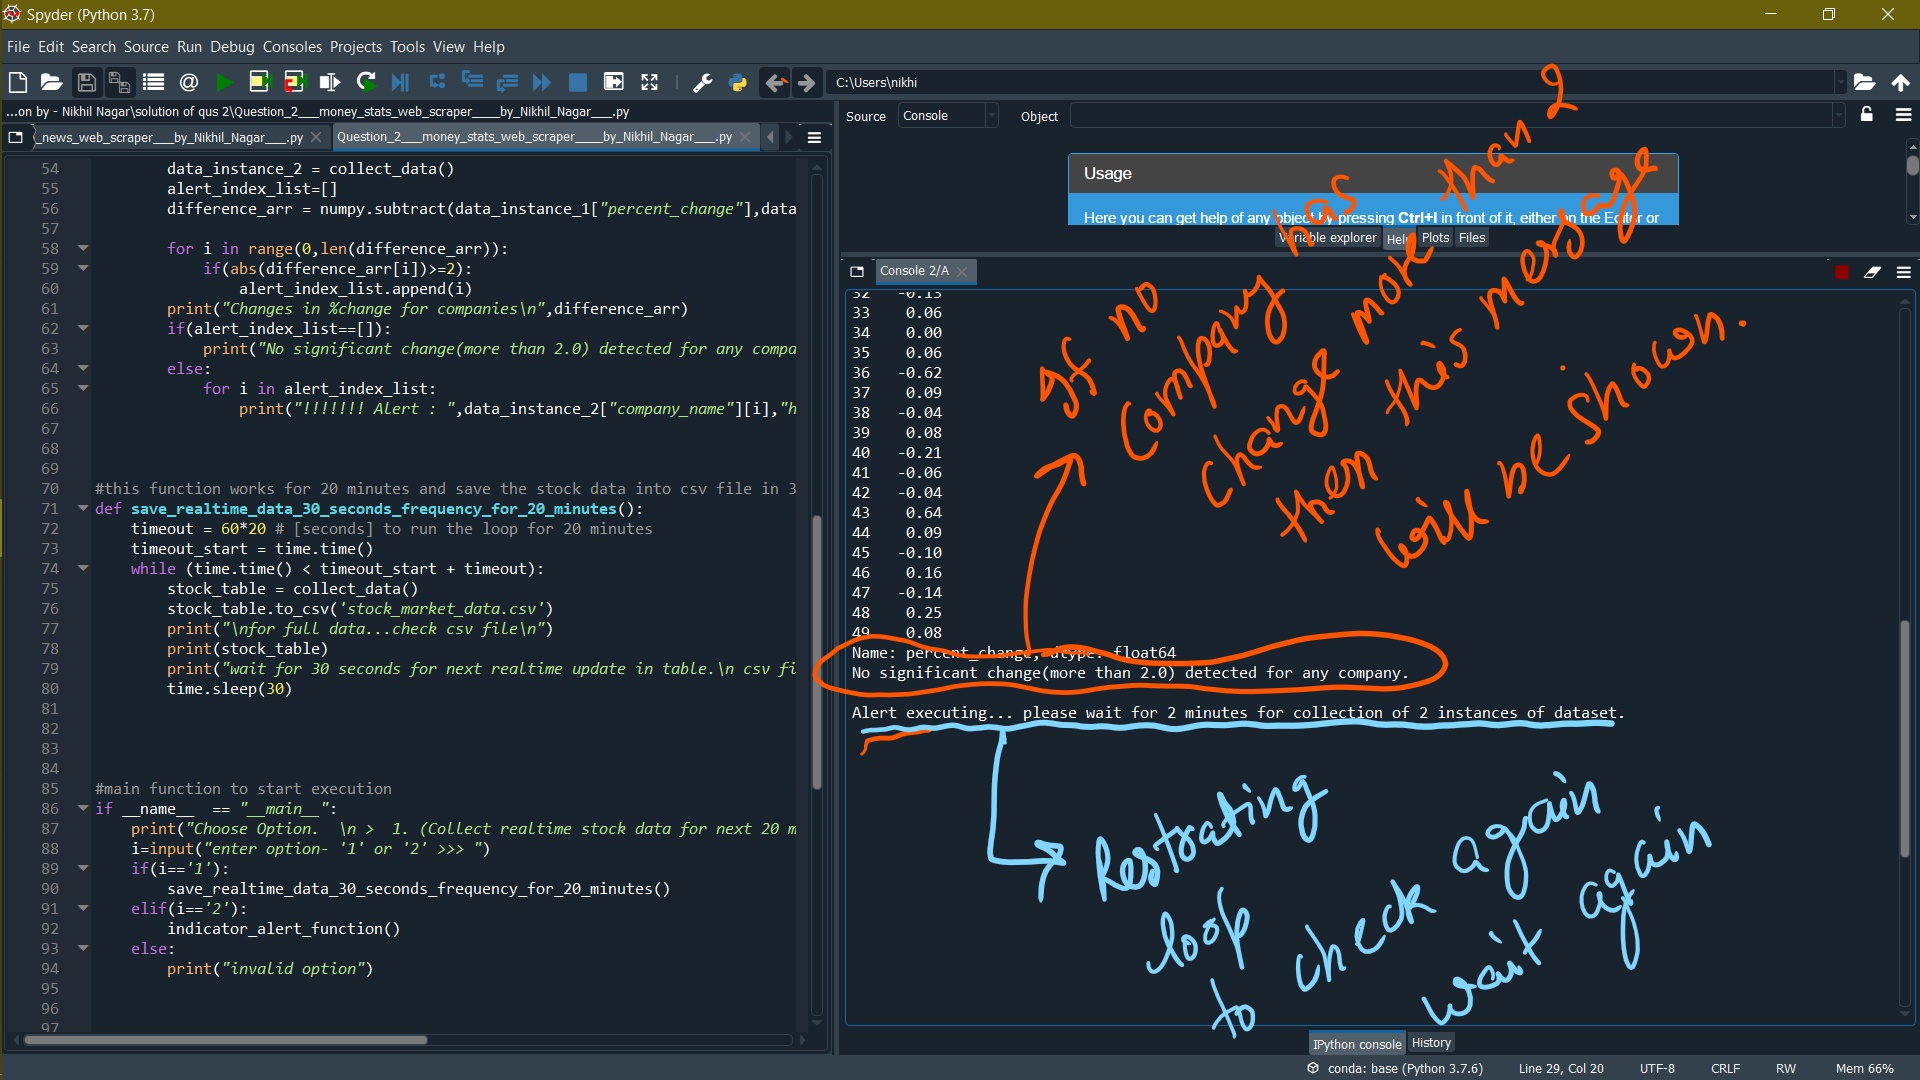 Spyder (Python 3.7)
File Edit Search Source Run Debug Consoles Projects Tools View Help
C:\Users\nikhi
...on by - Nikhil Nagar\solution of qus 2\Question_2___money_stats_web_scraper____by_Nikhil_Nagar___.py
_news_web_scraper___by_Nikhil_Nagar___.py
Question_2___money_stats_web_scraper____by_Nikhil_Nagar___.py
54 data_instance_2 = collect_data()
55 alert_index_list=[]
56 difference_arr = numpy.subtract(data_instance_1["percent_change"],data
57
58 for i in range(0,len(difference_arr)):
59 if(abs(difference_arr[i])>=2):
60 alert_index_list.append(i)
61 print("Changes in %change for companies\n",difference_arr)
62 if(alert_index_list==[]):
63 print("No significant change(more than 2.0) detected for any compa
64 else:
65 for i in alert_index_list:
66 print("!!!!!!! Alert : ",data_instance_2["company_name"][i],"h
67
68
69
70 #this function works for 20 minutes and save the stock data into csv file in 3
71 def save_realtime_data_30_seconds_frequency_for_20_minutes():
72 timeout = 60*20 # [seconds] to run the loop for 20 minutes
73 timeout_start = time.time()
74 while (time.time() < timeout_start + timeout):
75 stock_table = collect_data()
76 stock_table.to_csv('stock_market_data.csv')
77 print("\nfor full data...check csv file\n")
78 print(stock_table)
79 print("wait for 30 seconds for next realtime update in table.\n csv fi
80 time.sleep(30)
81
82
83
84
85 #main function to start execution
86 if __name__ == "__main__":
87 print("Choose Option.  \n >  1. (Collect realtime stock data for next 20 m
88 i=input("enter option- '1' or '2' >>> ")
89 if(i=='1'):
90 save_realtime_data_30_seconds_frequency_for_20_minutes()
91 elif(i=='2'):
92 indicator_alert_function()
93 else:
94 print("invalid option")
95
96
97
Source Console Object
Usage
Here you can get help of any object by pressing Ctrl+I in front of it, either on the Editor or
Variable explorer Help Plots Files
Console 2/A
32 -0.13
33 0.06
34 0.00
35 0.06
36 -0.62
37 0.09
38 -0.04
39 0.08
40 -0.21
41 -0.06
42 -0.04
43 0.64
44 0.09
45 -0.10
46 0.16
47 -0.14
48 0.25
49 0.08
Name: percent_change, dtype: float64
No significant change(more than 2.0) detected for any company.
Alert executing... please wait for 2 minutes for collection of 2 instances of dataset.
If no
Company has
change more than 2
then this message
will be shown.
Restrating
loop
to check again
wait again
IPython console History
conda: base (Python 3.7.6) Line 29, Col 20 UTF-8 CRLF RW Mem 66%